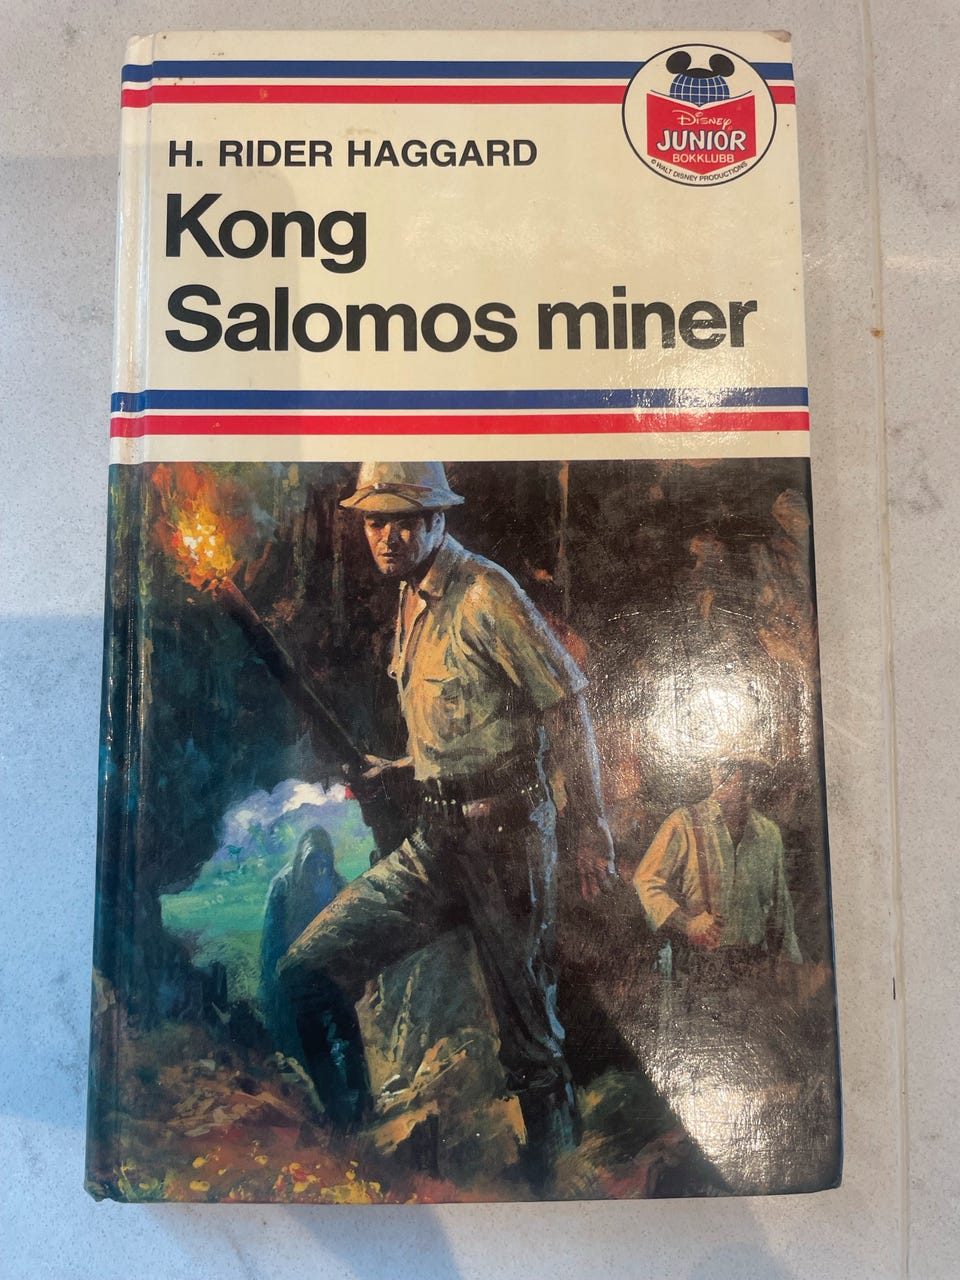 H. RIDER HAGGARD
Kong
Salomos miner
Disney
JUNIOR
BOKKLUBB
© WALT DISNEY PRODUCTIONS